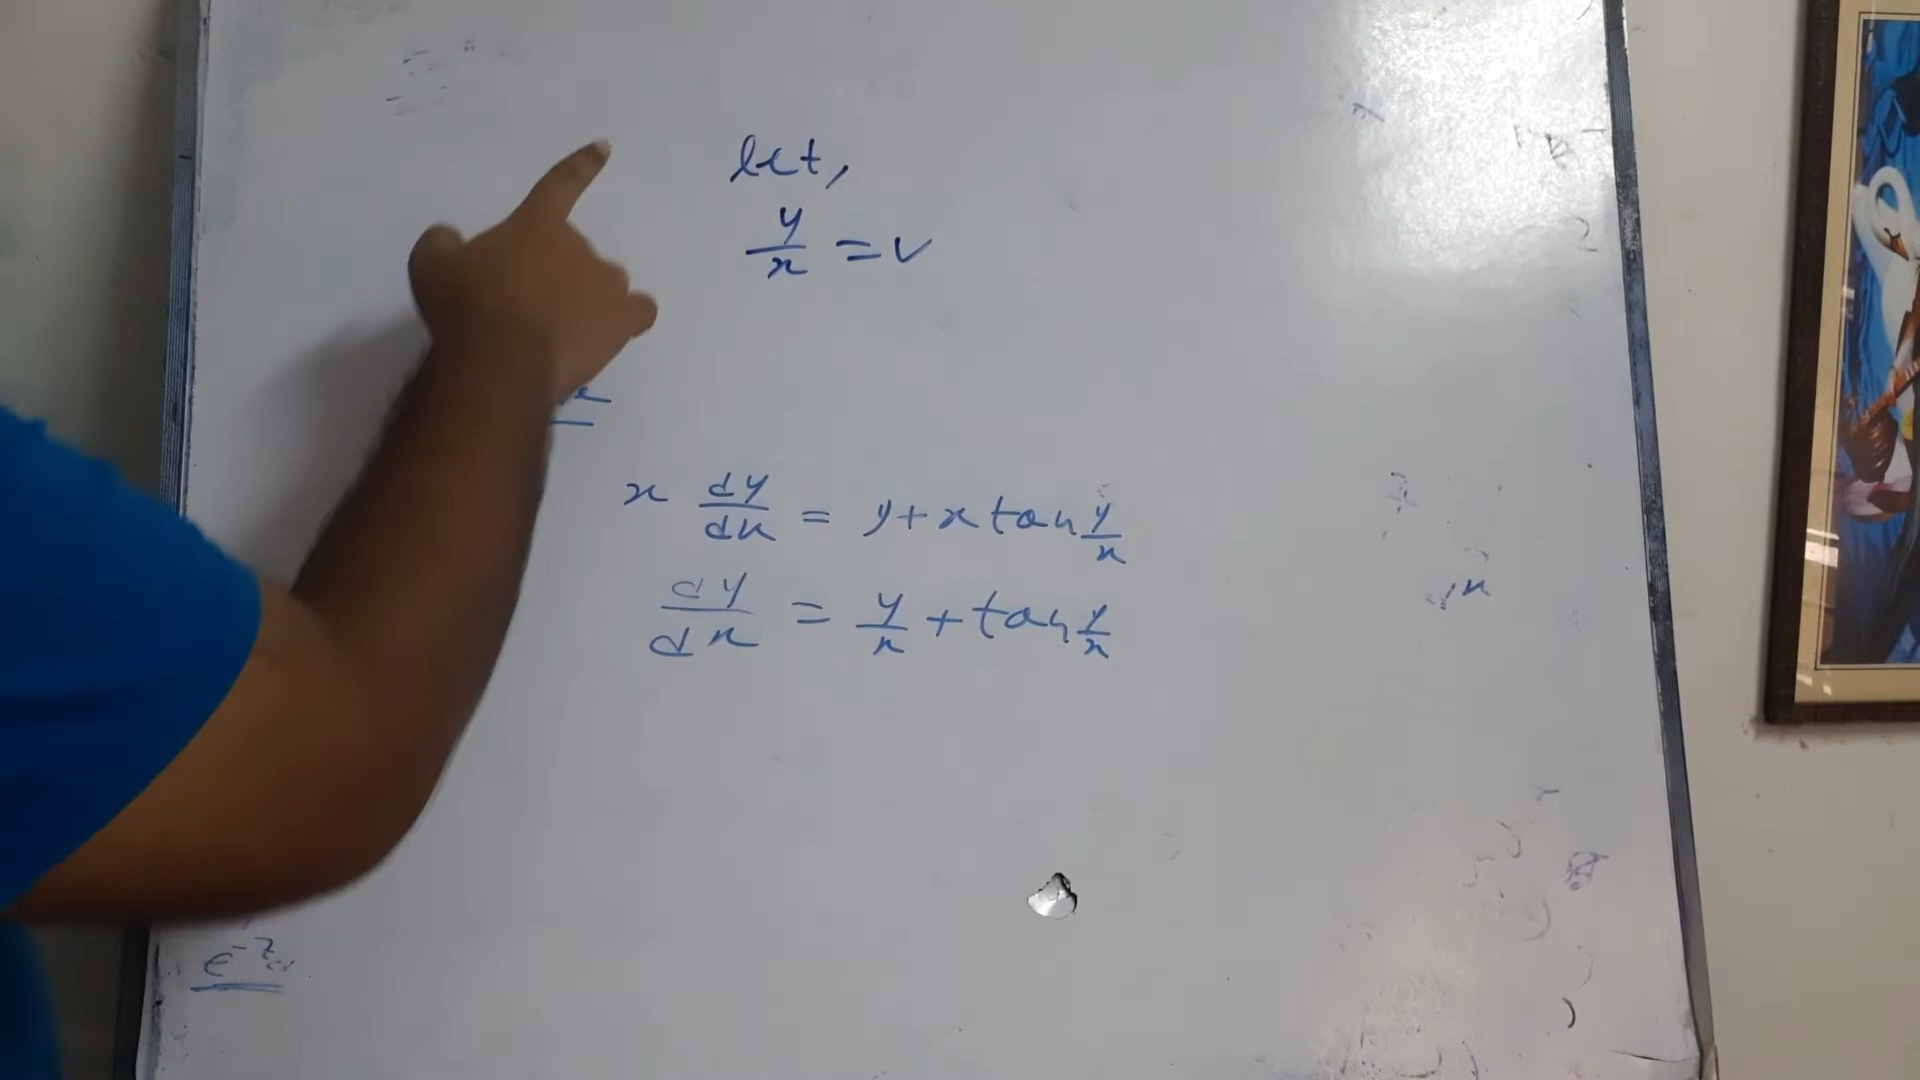 let,
y/x = v
x dy/dx = y + x tan y/x
dy/dx = y/x + tan y/x